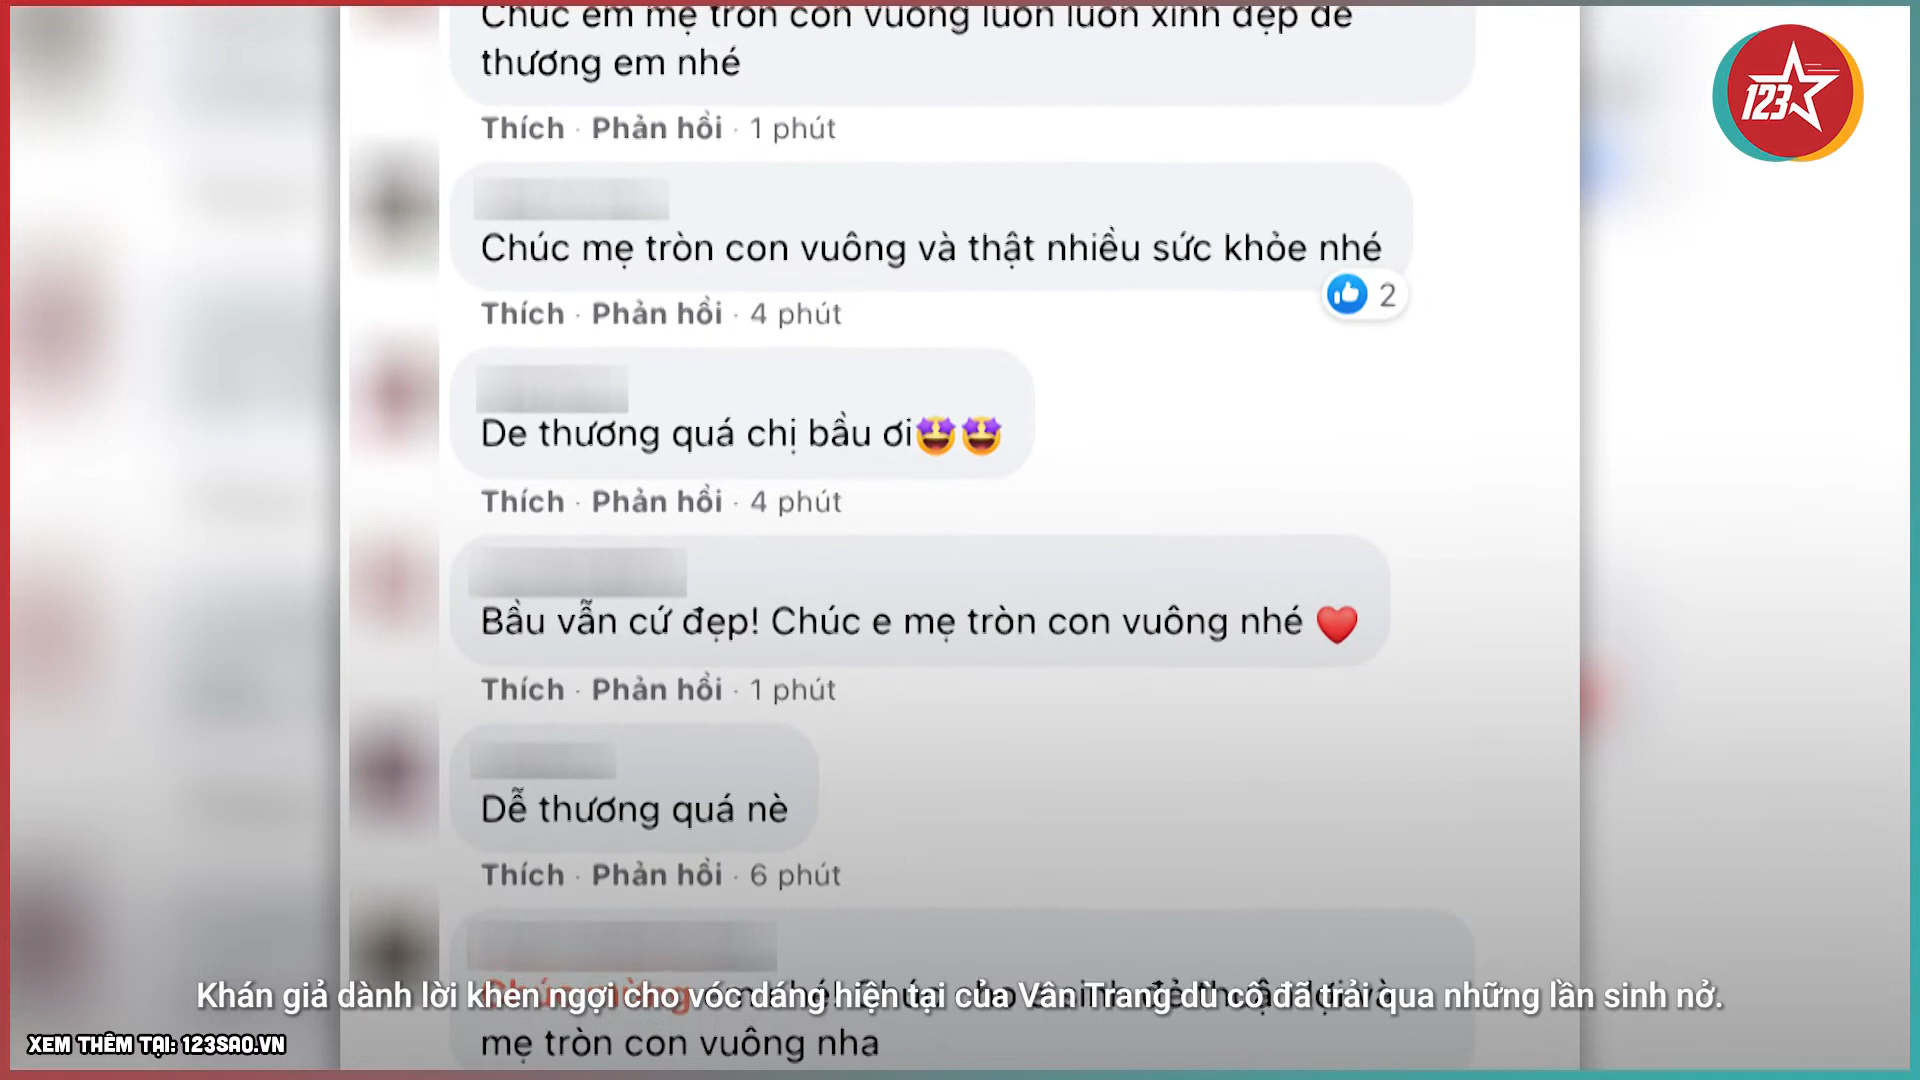 Chúc em mẹ tròn con vuông luôn luôn xinh đẹp dễ
thương em nhé
Thích · Phản hồi · 1 phút
123
Chúc mẹ tròn con vuông và thật nhiều sức khỏe nhé
2
Thích · Phản hồi · 4 phút
De thương quá chị bầu ơi🤩🤩
Thích · Phản hồi · 4 phút
Bầu vẫn cứ đẹp! Chúc e mẹ tròn con vuông nhé ❤️
Thích · Phản hồi · 1 phút
Dễ thương quá nè
Thích · Phản hồi · 6 phút
Khán giả dành lời khen ngợi cho vóc dáng hiện tại của Vân Trang dù cô đã trải qua những lần sinh nở.
mẹ tròn con vuông nha
XEM THÊM TẠI: 123SAO.VN